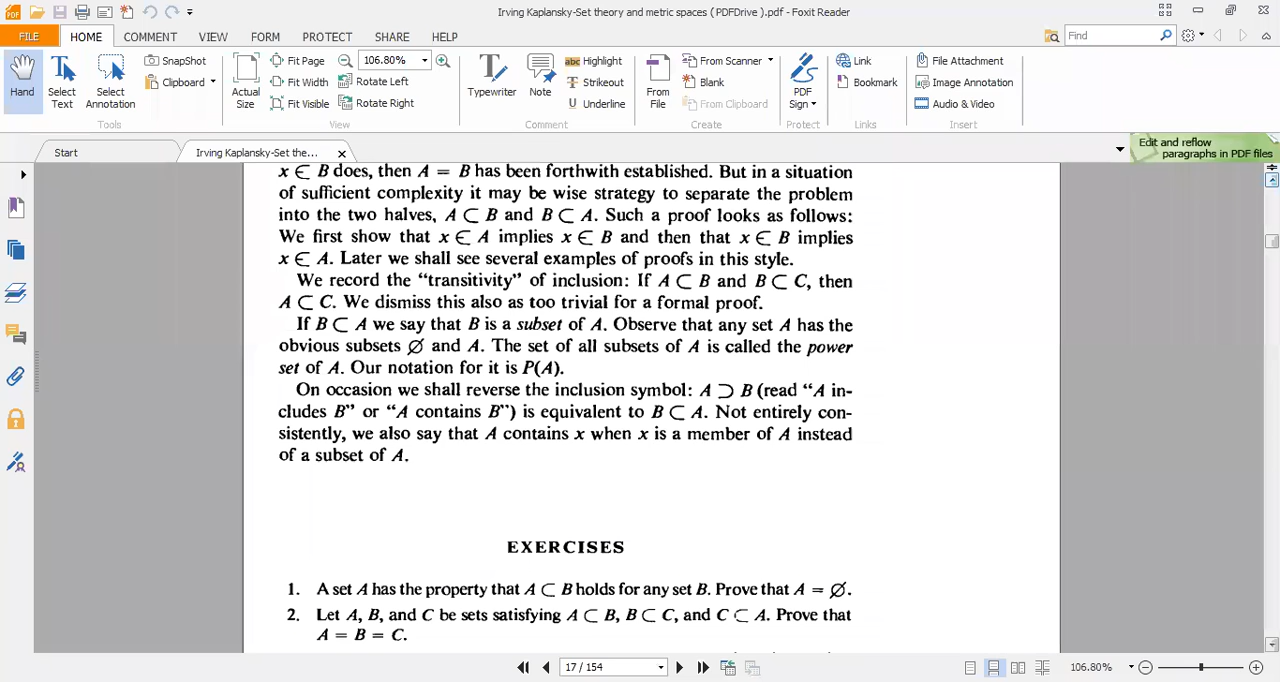 Irving Kaplansky-Set theory and metric spaces ( PDFDrive ).pdf - Foxit Reader
FILE HOME COMMENT VIEW FORM PROTECT SHARE HELP Find
Hand
Select Text
Select Annotation
SnapShot
Clipboard
Tools
Actual Size
Fit Page
Fit Width
Fit Visible
106.80%
Rotate Left
Rotate Right
View
Typewriter
Note
Highlight
Strikeout
Underline
Comment
From File
From Scanner
Blank
From Clipboard
Create
PDF Sign
Protect
Link
Bookmark
Links
File Attachment
Image Annotation
Audio & Video
Insert
Start
Irving Kaplansky-Set the...
Edit and reflow
paragraphs in PDF files
x ∈ B does, then A = B has been forthwith established. But in a situation
of sufficient complexity it may be wise strategy to separate the problem
into the two halves, A ⊂ B and B ⊂ A. Such a proof looks as follows:
We first show that x ∈ A implies x ∈ B and then that x ∈ B implies
x ∈ A. Later we shall see several examples of proofs in this style.
We record the “transitivity” of inclusion: If A ⊂ B and B ⊂ C, then
A ⊂ C. We dismiss this also as too trivial for a formal proof.
If B ⊂ A we say that B is a subset of A. Observe that any set A has the
obvious subsets ∅ and A. The set of all subsets of A is called the power
set of A. Our notation for it is P(A).
On occasion we shall reverse the inclusion symbol: A ⊃ B (read “A in-
cludes B” or “A contains B”) is equivalent to B ⊂ A. Not entirely con-
sistently, we also say that A contains x when x is a member of A instead
of a subset of A.
EXERCISES
1. A set A has the property that A ⊂ B holds for any set B. Prove that A = ∅.
2. Let A, B, and C be sets satisfying A ⊂ B, B ⊂ C, and C ⊂ A. Prove that
A = B = C.
17 / 154
106.80%